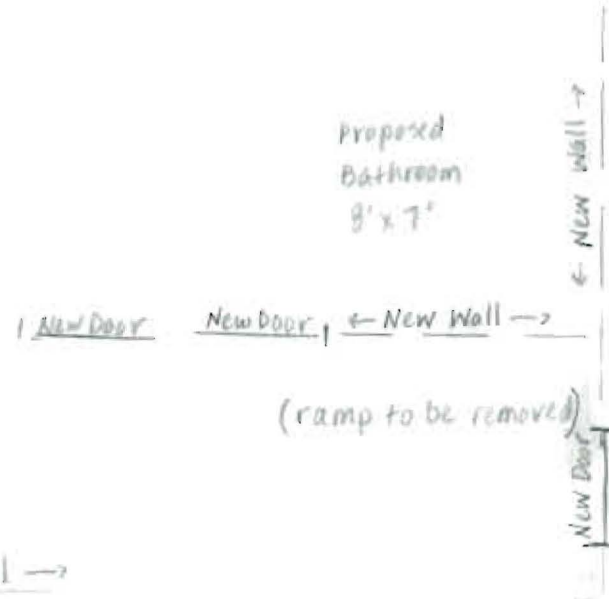 Proposed
Bathroom
8' x 7'
← New Wall →
New Door
New Door
← New Wall →
(ramp to be removed)
New Door